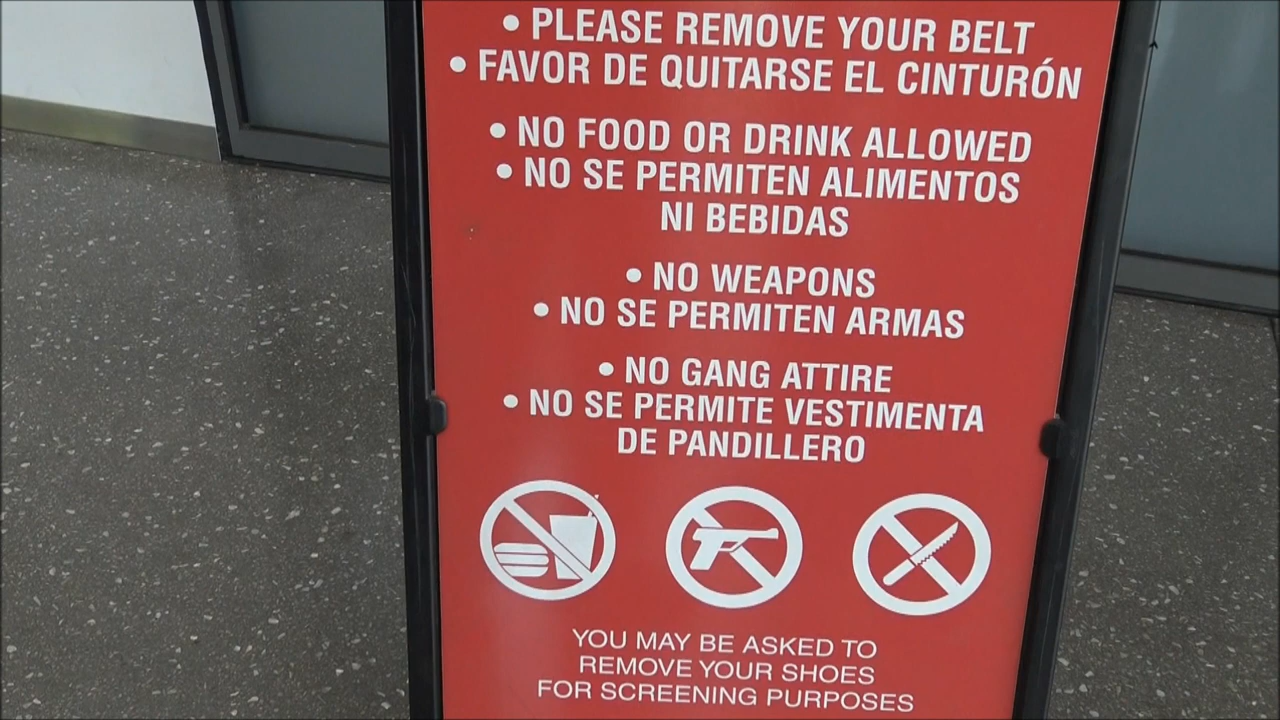 • PLEASE REMOVE YOUR BELT
• FAVOR DE QUITARSE EL CINTURÓN
• NO FOOD OR DRINK ALLOWED
• NO SE PERMITEN ALIMENTOS
NI BEBIDAS
• NO WEAPONS
• NO SE PERMITEN ARMAS
• NO GANG ATTIRE
• NO SE PERMITE VESTIMENTA
DE PANDILLERO
YOU MAY BE ASKED TO
REMOVE YOUR SHOES
FOR SCREENING PURPOSES